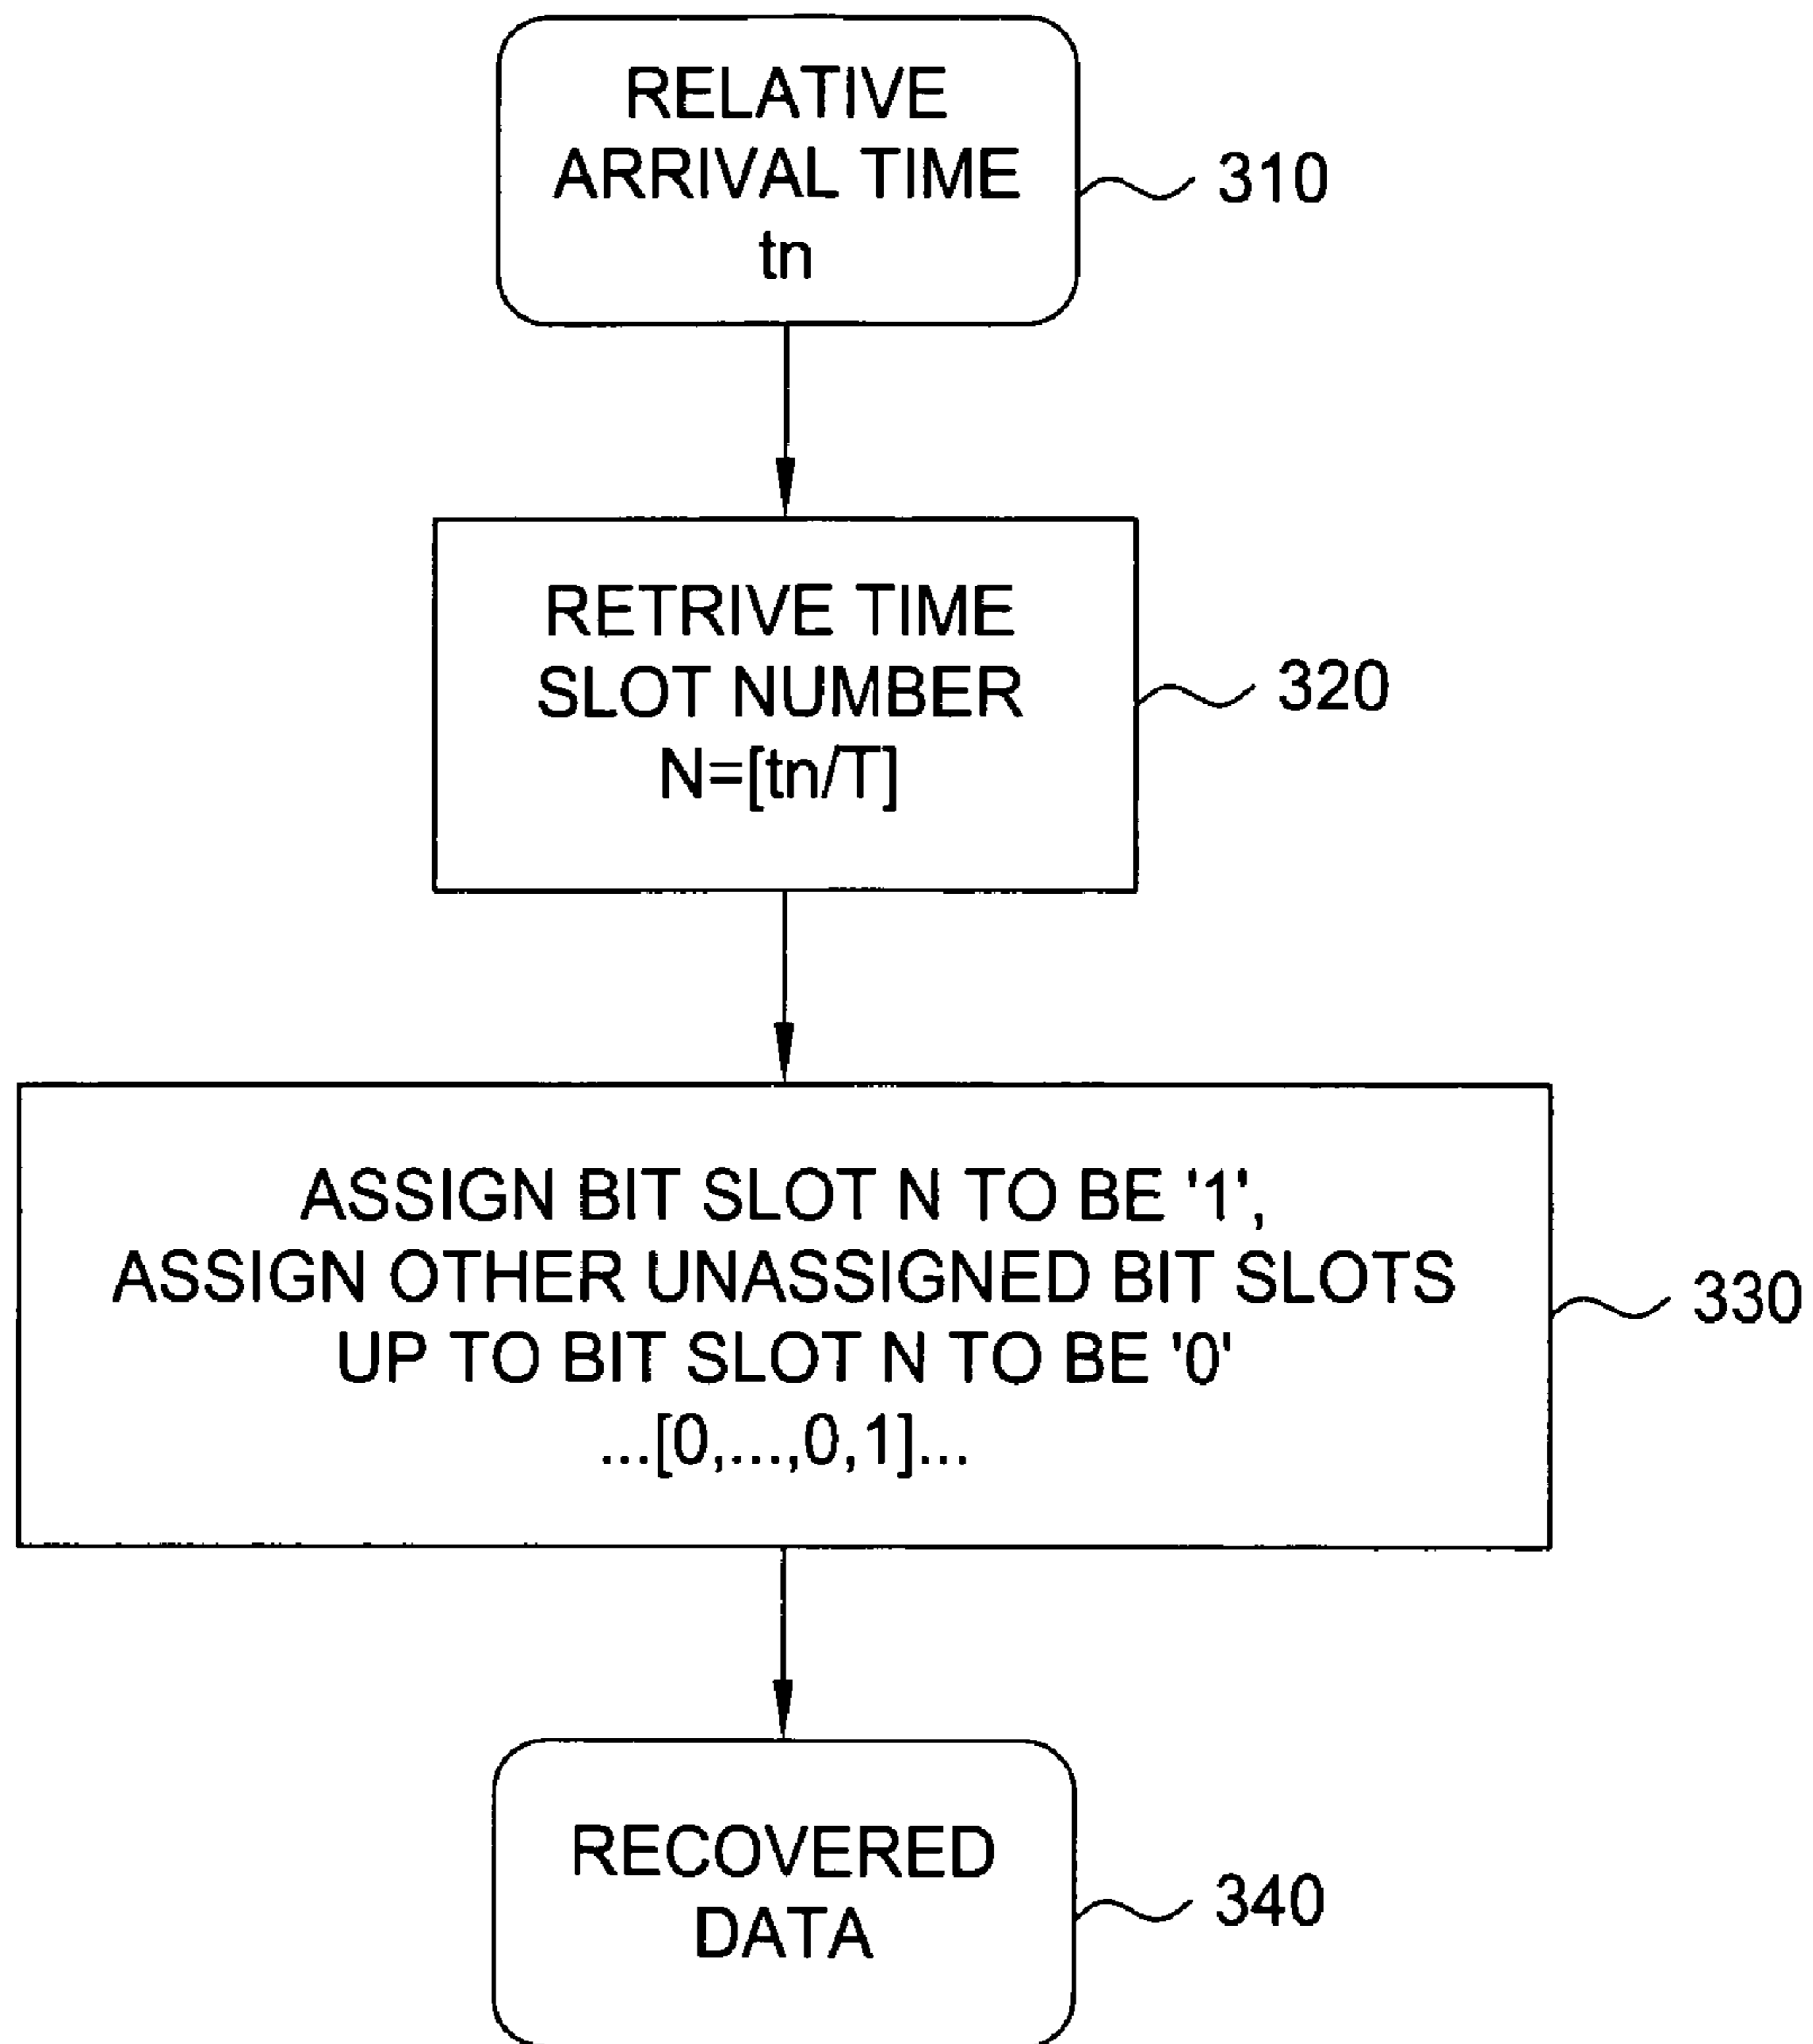 RELATIVE
ARRIVAL TIME
tn
310
RETRIVE TIME
SLOT NUMBER
N=[tn/T]
320
ASSIGN BIT SLOT N TO BE '1',
ASSIGN OTHER UNASSIGNED BIT SLOTS
UP TO BIT SLOT N TO BE '0'
...[0,...,0,1]...
330
RECOVERED
DATA
340